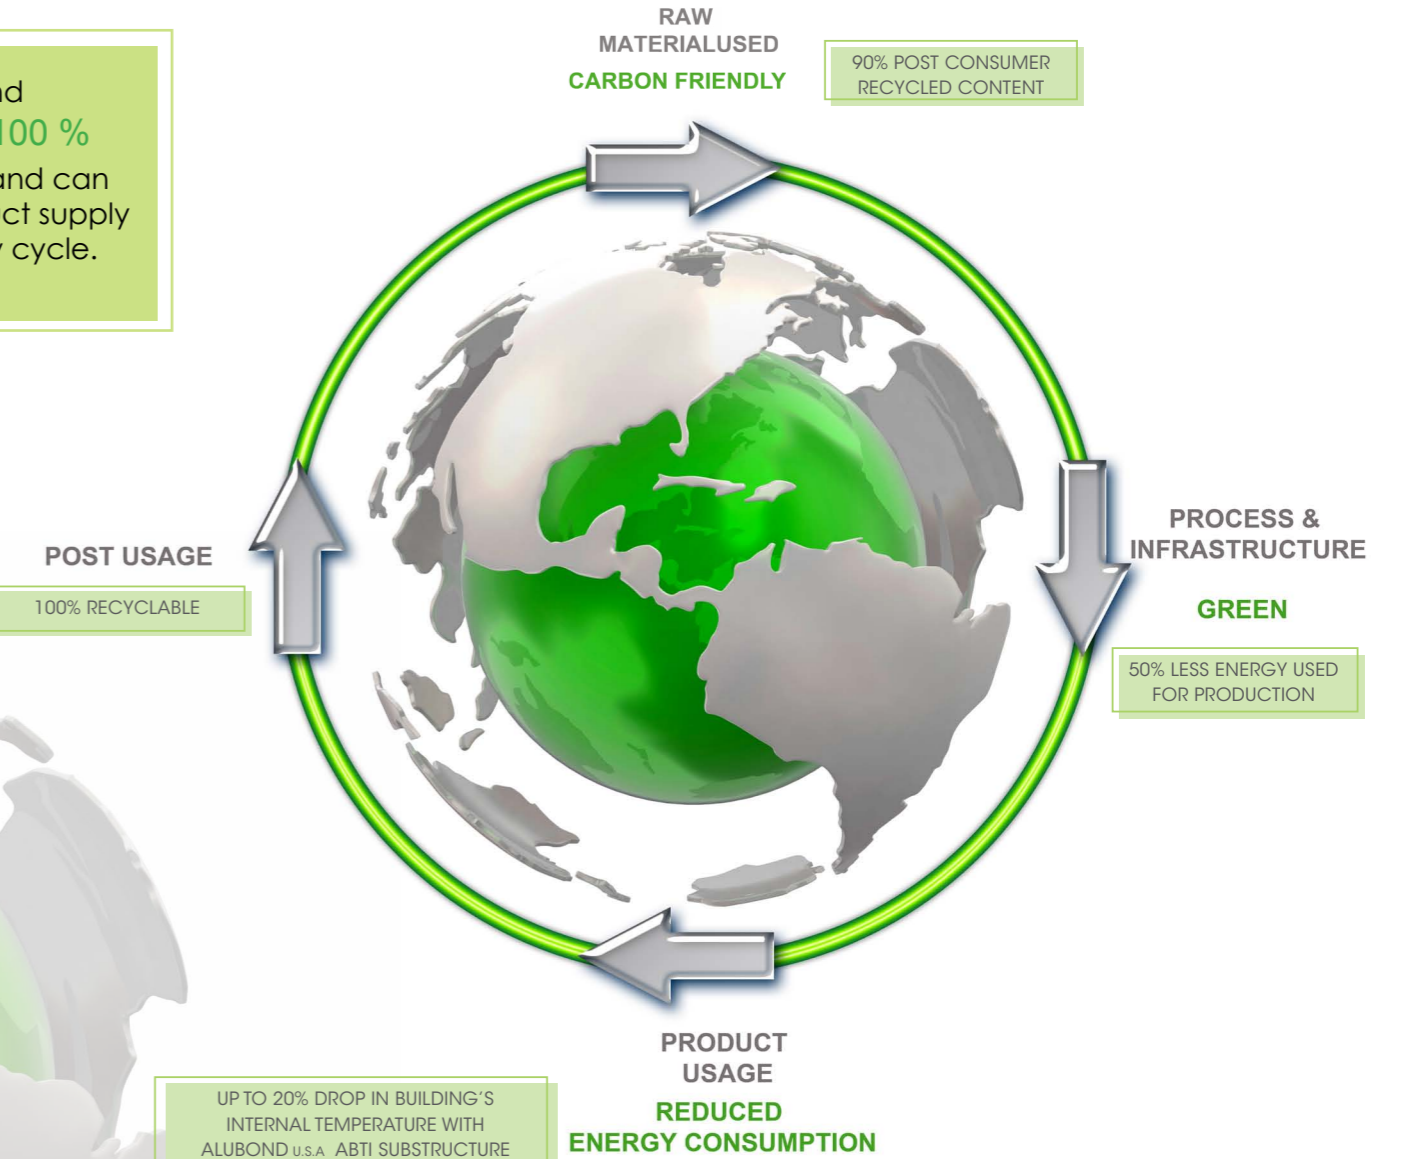 RAW
MATERIALUSED
CARBON FRIENDLY
90% POST CONSUMER
RECYCLED CONTENT
100 %
and can
supply
cycle.
PROCESS &
INFRASTRUCTURE
GREEN
50% LESS ENERGY USED
FOR PRODUCTION
POST USAGE
100% RECYCLABLE
PRODUCT
USAGE
REDUCED
ENERGY CONSUMPTION
UP TO 20% DROP IN BUILDING'S
INTERNAL TEMPERATURE WITH
ALUBOND U.S.A ABTI SUBSTRUCTURE